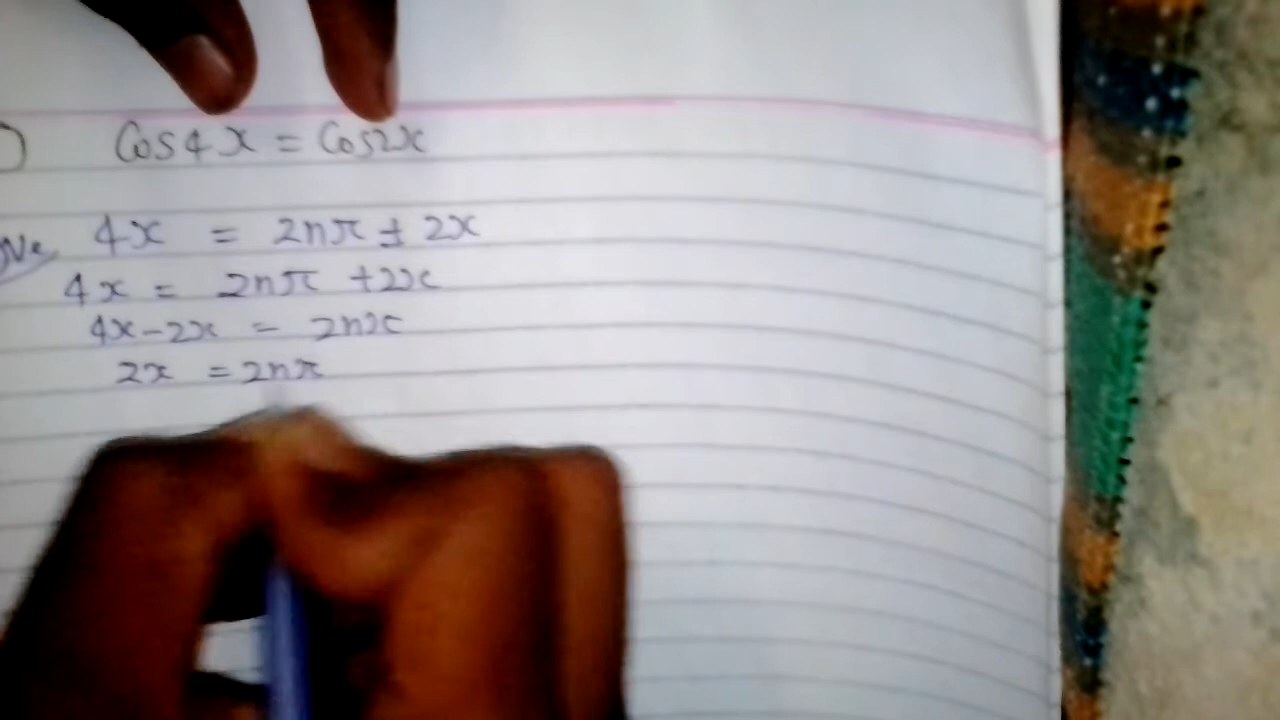 Cos4x = Cos2x
4x = 2nπ ± 2x
4x = 2nπ +2x
4x-2x = 2nπ
2x = 2nπ